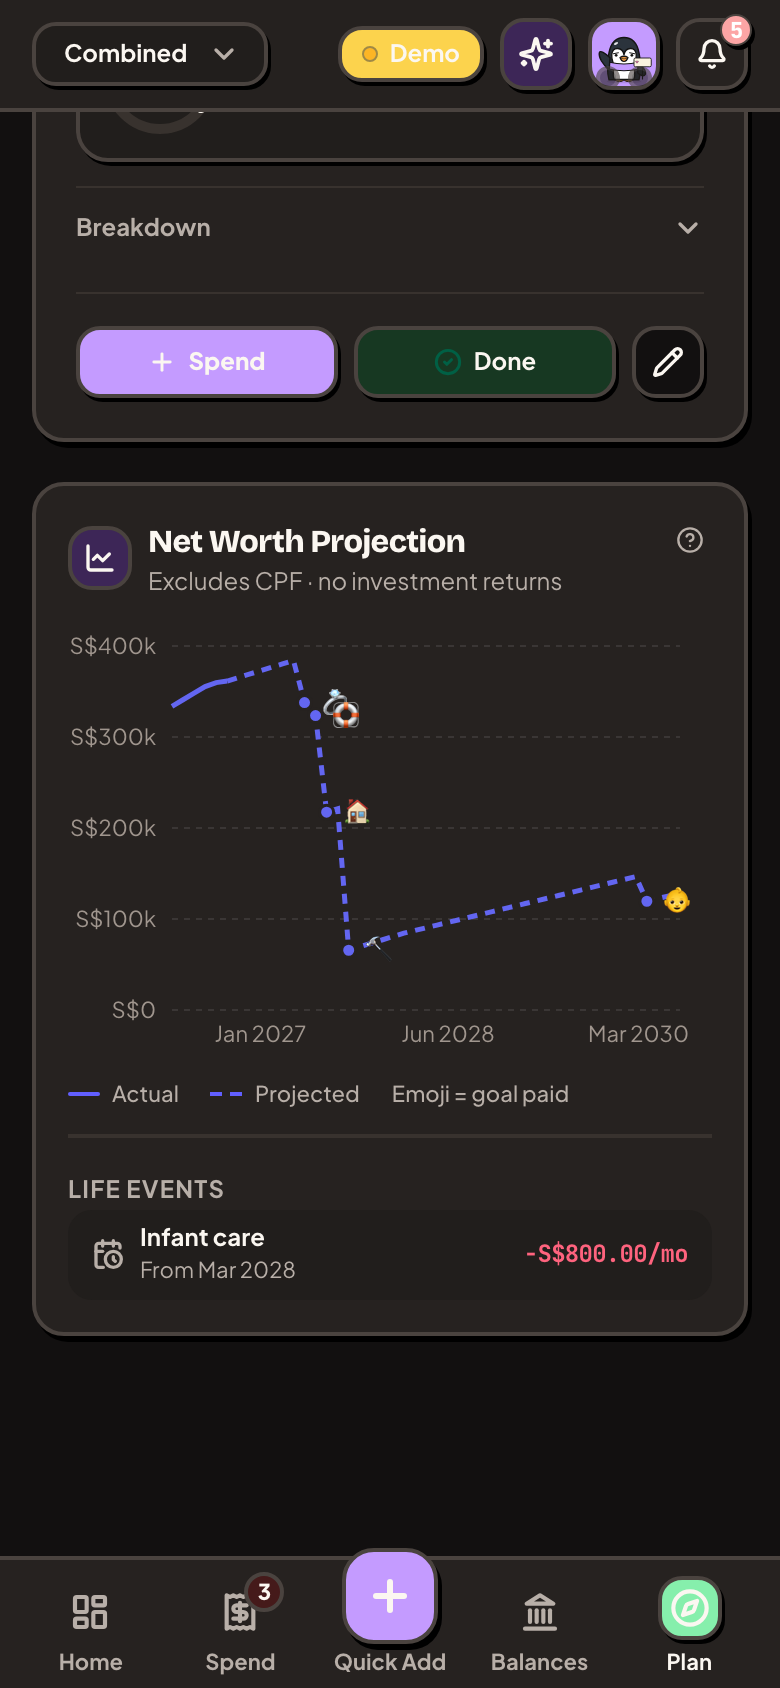 Combined
Demo
5
Breakdown
Spend
Done
Net Worth Projection
Excludes CPF · no investment returns
S$400k
S$300k
S$200k
S$100k
S$0
Jan 2027
Jun 2028
Mar 2030
Actual
Projected
Emoji = goal paid
LIFE EVENTS
Infant care
-S$800.00/mo
From Mar 2028
3
Home
Spend
Quick Add
Balances
Plan